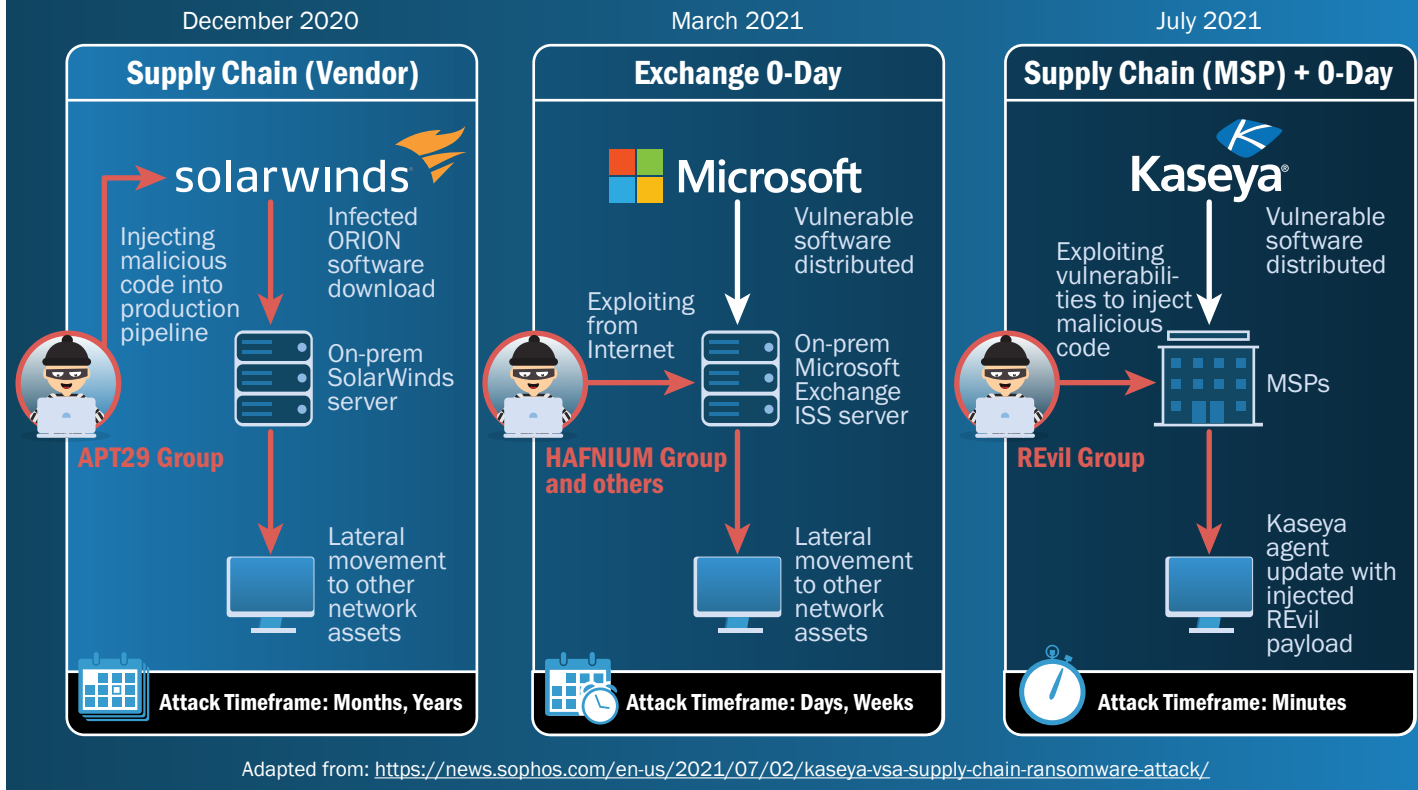 December 2020
Supply Chain (Vendor)
solarwinds
Injecting
malicious
code into
production
pipeline
Infected
ORION
software
download
On-prem
SolarWinds
server
APT29 Group
Lateral
movement
to other
network
assets
Attack Timeframe: Months, Years
March 2021
Exchange 0-Day
Microsoft
Vulnerable
software
distributed
Exploiting
from
Internet
On-prem
Microsoft
Exchange
ISS server
HAFNIUM Group
and others
Lateral
movement
to other
network
assets
Attack Timeframe: Days, Weeks
July 2021
Supply Chain (MSP) + 0-Day
Kaseya®
Vulnerable
software
distributed
Exploiting
vulnerabili-
ties to inject
malicious
code
MSPs
REvil Group
Kaseya
agent
update with
injected
REvil
payload
Attack Timeframe: Minutes
Adapted from: https://news.sophos.com/en-us/2021/07/02/kaseya-vsa-supply-chain-ransomware-attack/